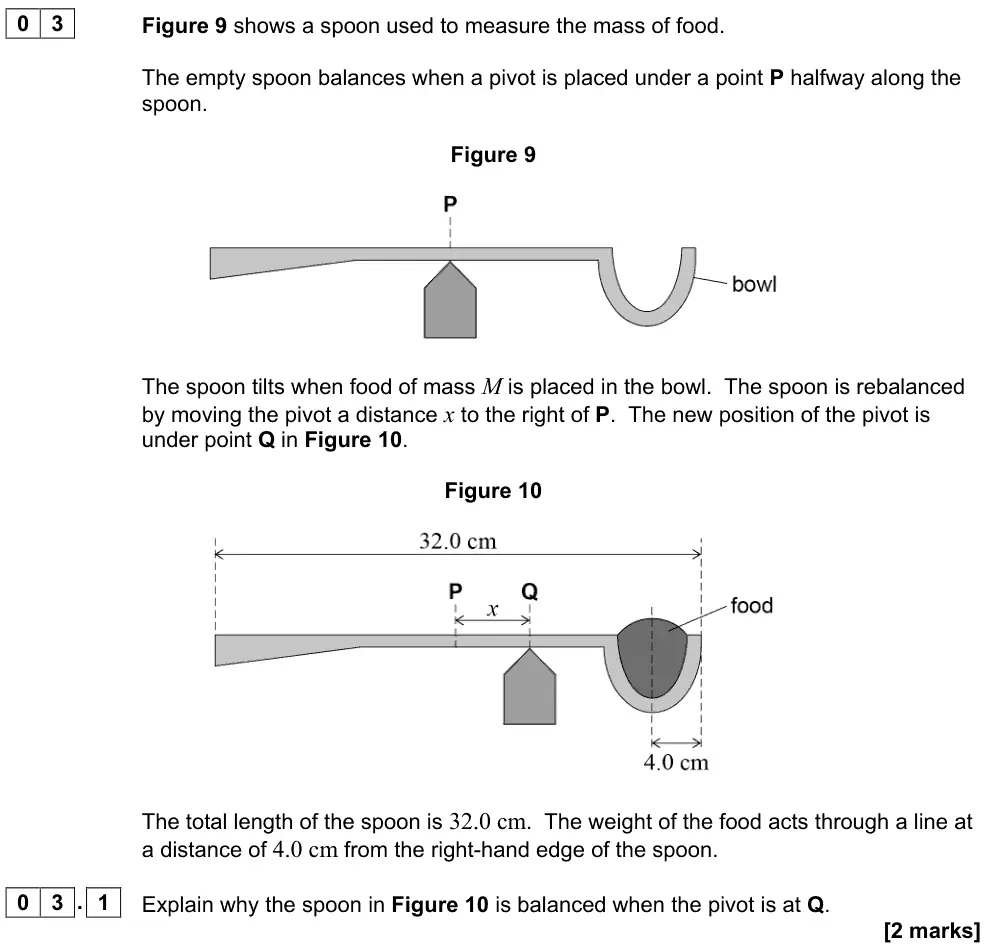 0 3 Figure 9 shows a spoon used to measure the mass of food.
The empty spoon balances when a pivot is placed under a point P halfway along the
spoon.
Figure 9
P
bowl
The spoon tilts when food of mass M is placed in the bowl. The spoon is rebalanced
by moving the pivot a distance x to the right of P. The new position of the pivot is
under point Q in Figure 10.
Figure 10
32.0 cm
P Q
x
food
4.0 cm
The total length of the spoon is 32.0 cm. The weight of the food acts through a line at
a distance of 4.0 cm from the right-hand edge of the spoon.
0 3 . 1 Explain why the spoon in Figure 10 is balanced when the pivot is at Q.
[2 marks]